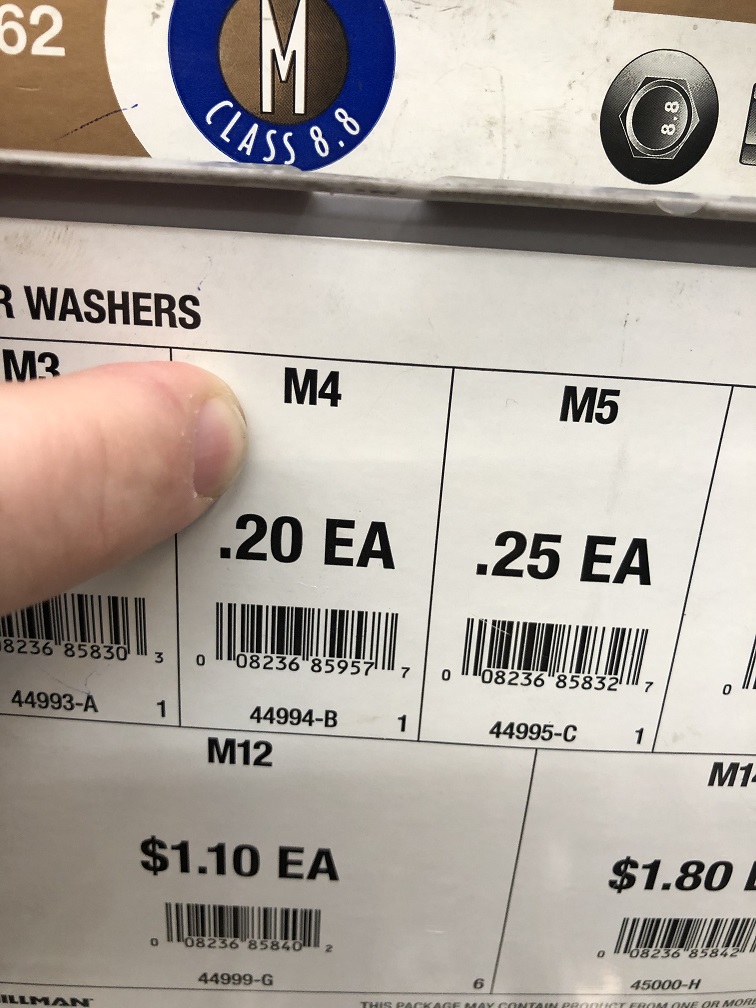 62
M
CLASS 8.8
8.8
R WASHERS
M3
M4
M5
.20 EA
.25 EA
08236 85830 3
0 08236 85957 7
0 08236 85832 7
0
44993-A 1
44994-B 1
44995-C 1
M12
M14
$1.10 EA
$1.80 E
0 08236 85840 2
0 08236 85842
44999-G 6
45000-H
ILLMAN
THIS PACKAGE MAY CONTAIN PRODUCT FROM ONE OR MORE